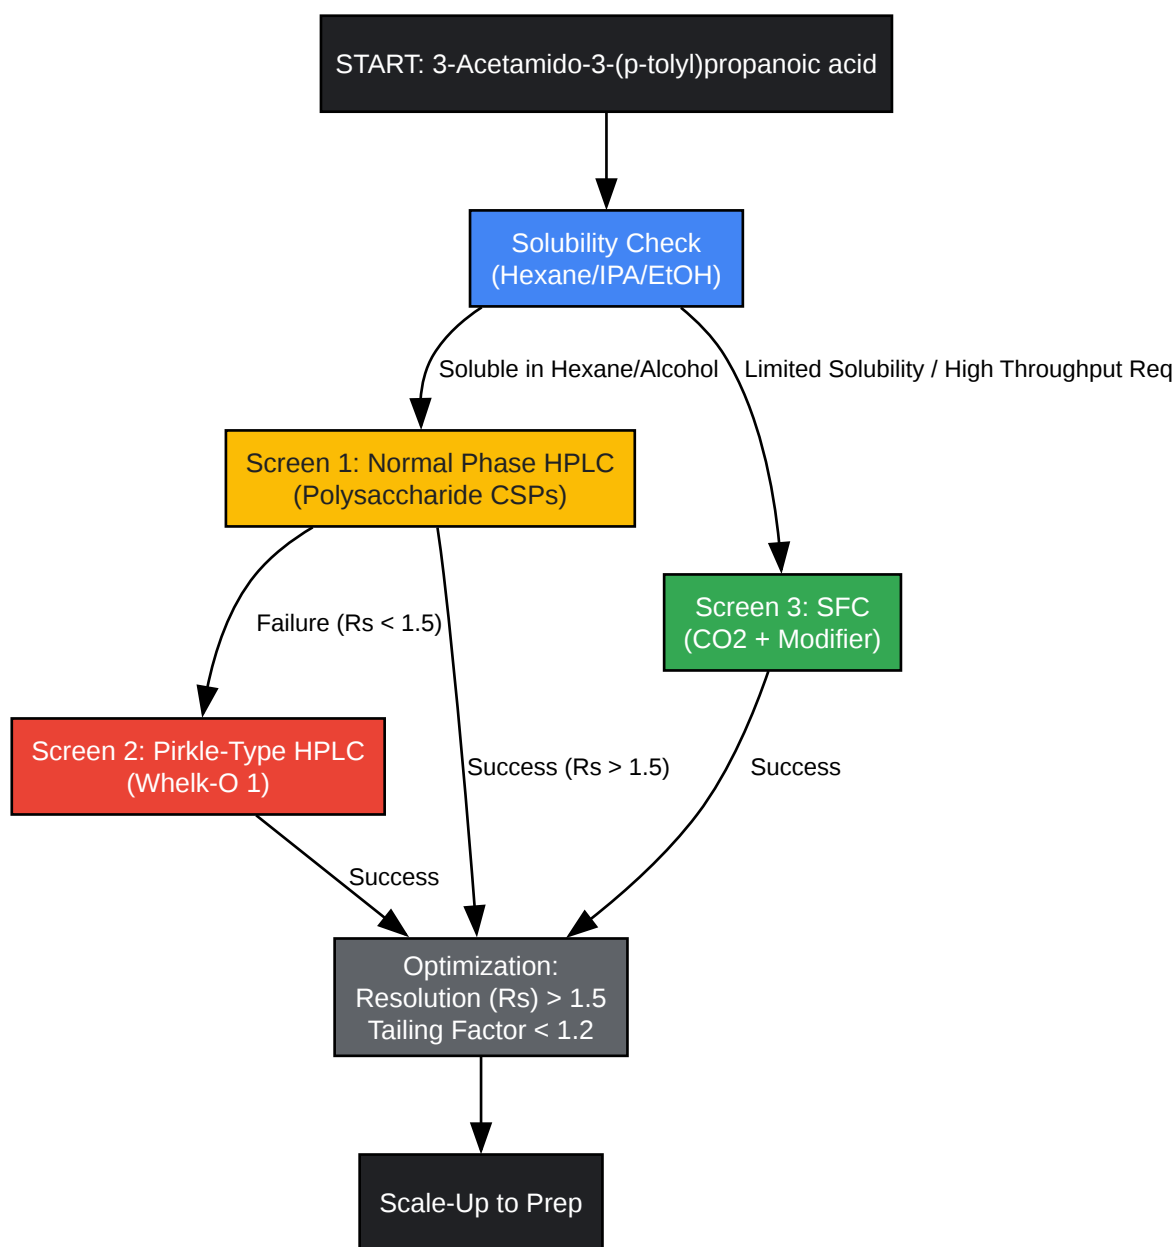 START: 3-Acetamido-3-(p-tolyl)propanoic acid
Solubility Check
(Hexane/IPA/EtOH)
Soluble in Hexane/Alcohol
Limited Solubility / High Throughput Req
Screen 1: Normal Phase HPLC
(Polysaccharide CSPs)
Screen 3: SFC
(CO2 + Modifier)
Failure (Rs < 1.5)
Screen 2: Pirkle-Type HPLC
(Whelk-O 1)
Success (Rs > 1.5)
Success
Success
Optimization:
Resolution (Rs) > 1.5
Tailing Factor < 1.2
Scale-Up to Prep